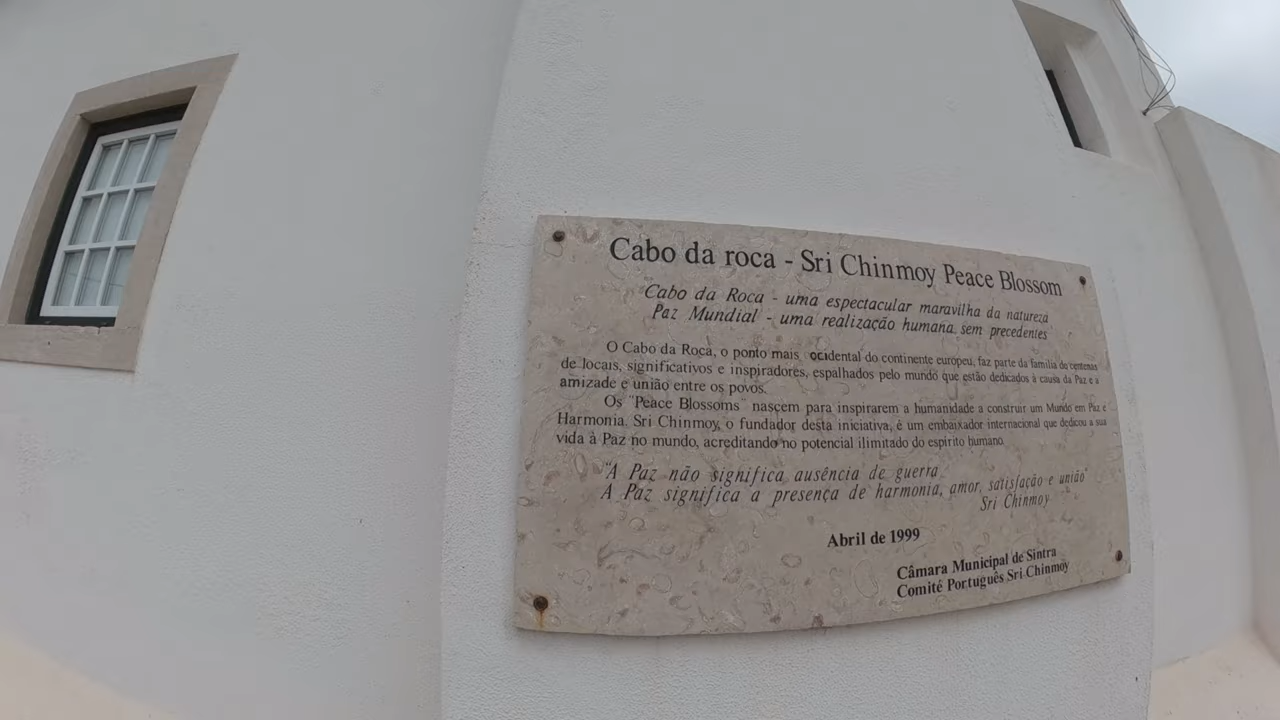 Cabo da roca - Sri Chinmoy Peace Blossom
Cabo da Roca - uma espectacular maravilha da natureza
Paz Mundial - uma realização humana sem precedentes
O Cabo da Roca, o ponto mais ocidental do continente europeu, faz parte da família de centenas
de locais, significativos e inspiradores, espalhados pelo mundo que estão dedicados à causa da Paz e a
amizade e união entre os povos.
Os "Peace Blossoms" nascem para inspirarem a humanidade a construir um Mundo em Paz e
Harmonia. Sri Chinmoy, o fundador desta iniciativa, é um embaixador internacional que dedicou a sua
vida à Paz no mundo, acreditando no potencial ilimitado do espírito humano.
"A Paz não significa ausência de guerra.
A Paz significa a presença de harmonia, amor, satisfação e união"
Sri Chinmoy
Abril de 1999
Câmara Municipal de Sintra
Comitê Português Sri Chinmoy